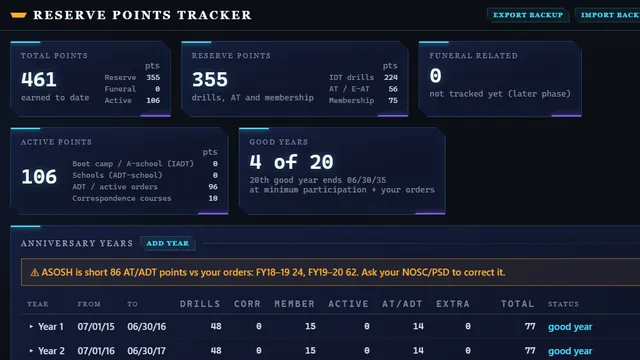 RESERVE POINTS TRACKER
EXPORT BACKUP
IMPORT BACK
TOTAL POINTS
461
earned to date
pts
Reserve 355
Funeral 0
Active 106
RESERVE POINTS
355
drills, AT and membership
pts
IDT drills 224
AT / E-AT 56
Membership 75
FUNERAL RELATED
0
not tracked yet (later phase)
ACTIVE POINTS
106
pts
Boot camp / A-school (IADT) 0
Schools (ADT-school) 0
ADT / active orders 96
Correspondence courses 10
GOOD YEARS
4 of 20
20th good year ends 06/30/35
at minimum participation + your orders
ANNIVERSARY YEARS
ADD YEAR
⚠ ASOSH is short 86 AT/ADT points vs your orders: FY18–19 24, FY19–20 62. Ask your NOSC/PSD to correct it.
YEAR FROM TO DRILLS CORR MEMBER ACTIVE AT/ADT EXTRA TOTAL STATUS
▸ Year 1 07/01/15 06/30/16 48 0 15 0 14 0 77 good year
▸ Year 2 07/01/16 06/30/17 48 0 15 0 14 0 77 good year